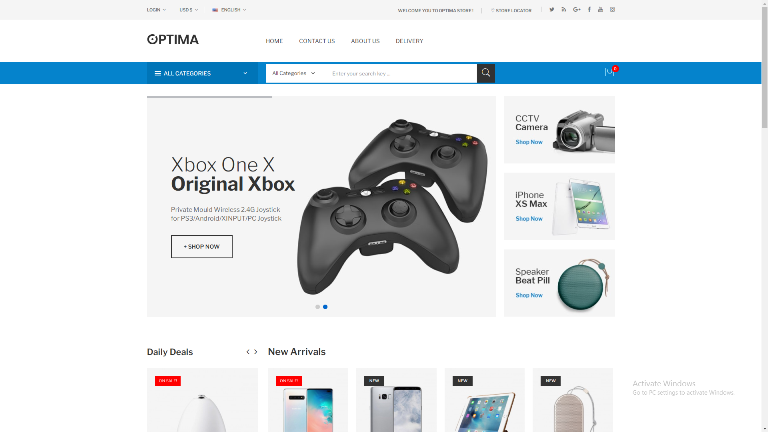 LOGIN
USD $
ENGLISH
WELCOME YOU TO OPTIMA STORE!
STORE LOCATOR
OPTIMA
HOME
CONTACT US
ABOUT US
DELIVERY
ALL CATEGORIES
All Categories
Enter your search key...
0
Xbox One X
Original Xbox
Private Mould Wireless 2.4G Joystick
for PS3/Android/XINPUT/PC Joystick
+ SHOP NOW
CCTV
Camera
Shop Now
iPhone
XS Max
Shop Now
Speaker
Beat Pill
Shop Now
Daily Deals
New Arrivals
ON SALE!
ON SALE!
NEW
NEW
NEW
Activate Windows
Go to PC settings to activate Windows.